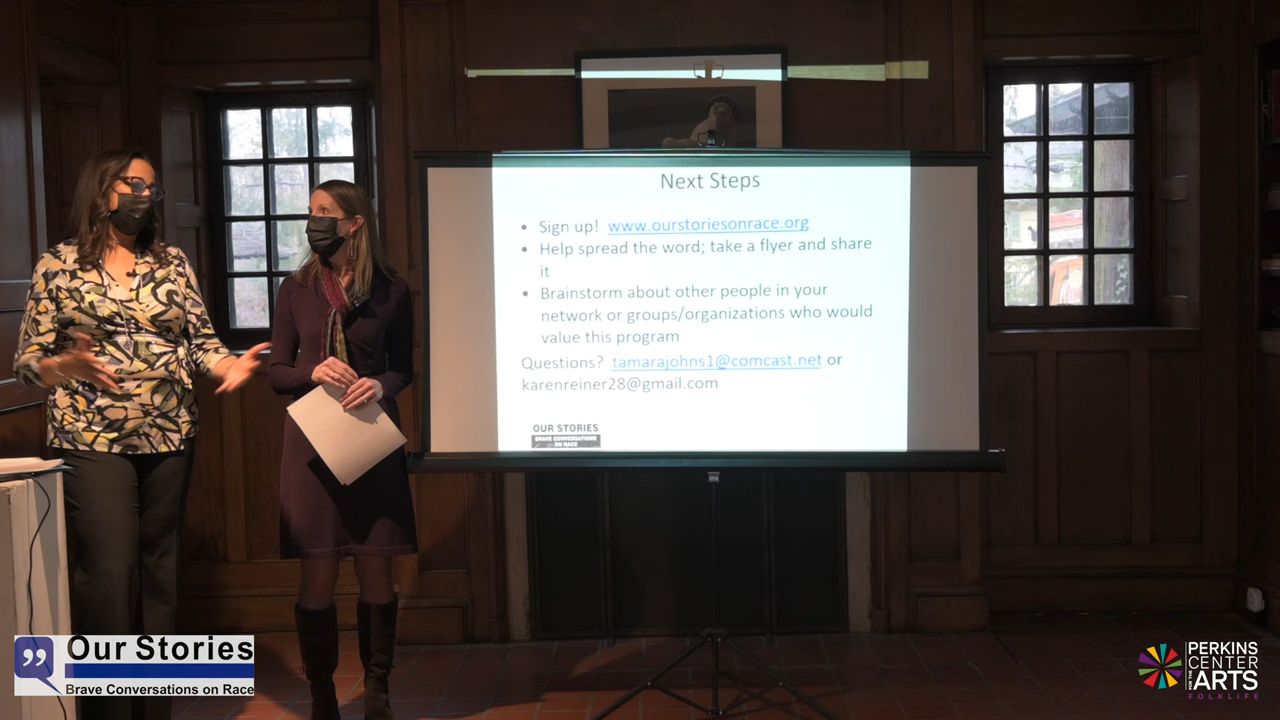 Next Steps
• Sign up! www.ourstoriesonrace.org
• Help spread the word; take a flyer and share
it
• Brainstorm about other people in your
network or groups/organizations who would
value this program
Questions? tamarajohns1@comcast.net or
karenreiner28@gmail.com
OUR STORIES
BRAVE CONVERSATIONS
ON RACE
Our Stories
Brave Conversations on Race
PERKINS
CENTER
FOR THE
ARTS
FOLKLIFE